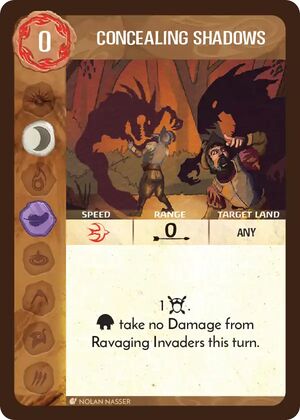 0
CONCEALING SHADOWS
SPEED RANGE TARGET LAND
0 ANY
1 .
take no Damage from
Ravaging Invaders this turn.
NOLAN NASSER